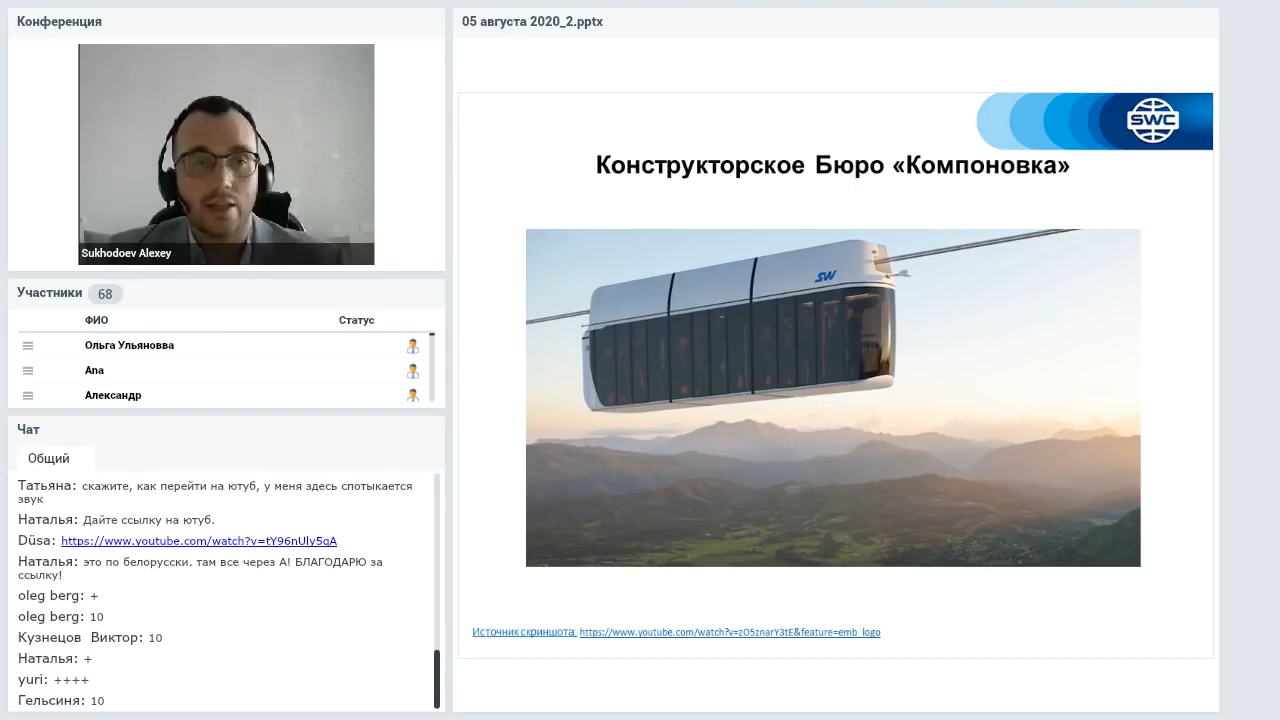 Конференция
Sukhodoev Alexey
Участники 68
ФИО Статус
Ольга Ульяновва
Ana
Александр
Чат
Общий
Татьяна: скажите, как перейти на ютуб, у меня здесь спотыкается
звук
Наталья: Дайте ссылку на ютуб.
Düsa: https://www.youtube.com/watch?v=tY96nUly5qA
Наталья: это по белорусски. там все через А! БЛАГОДАРЮ за
ссылку!
oleg berg: +
oleg berg: 10
Кузнецов Виктор: 10
Наталья: +
yuri: ++++
Гельсиня: 10
05 августа 2020_2.pptx
SWC
Конструкторское Бюро «Компоновка»
SW
Источник скриншота: https://www.youtube.com/watch?v=zO5znarY3tE&feature=emb_logo